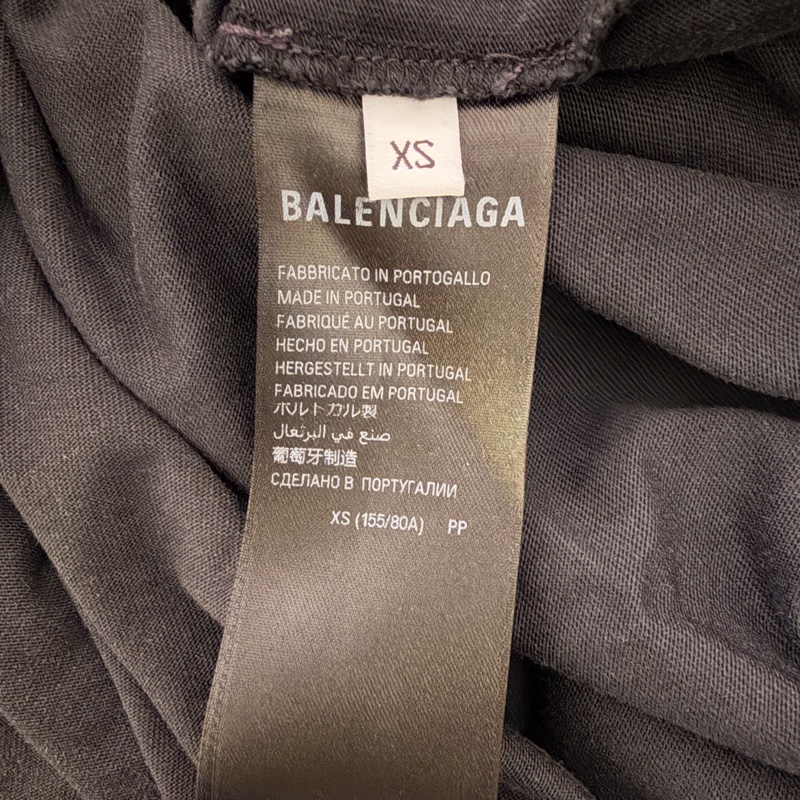 XS
BALENCIAGA
FABBRICATO IN PORTOGALLO
MADE IN PORTUGAL
FABRIQUÉ AU PORTUGAL
HECHO EN PORTUGAL
HERGESTELLT IN PORTUGAL
FABRICADO EM PORTUGAL
ポルトガル製
صنع في البرتغال
葡萄牙制造
СДЕЛАНО В ПОРТУГАЛИИ
XS (155/80A) PP